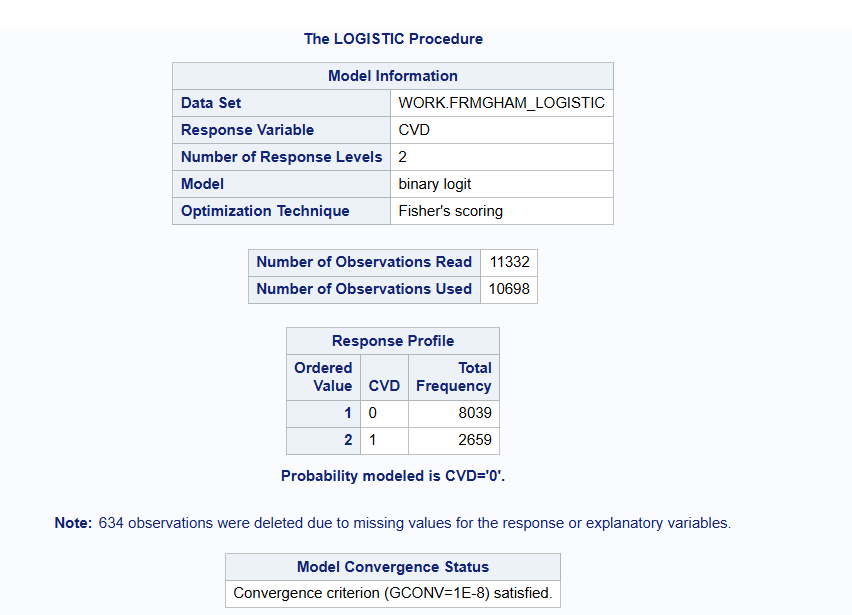 The LOGISTIC Procedure
Model Information
Data Set WORK.FRMGHAM_LOGISTIC
Response Variable CVD
Number of Response Levels 2
Model binary logit
Optimization Technique Fisher's scoring
Number of Observations Read 11332
Number of Observations Used 10698
Response Profile
Ordered Total
Value CVD Frequency
1 0 8039
2 1 2659
Probability modeled is CVD='0'.
Note: 634 observations were deleted due to missing values for the response or explanatory variables.
Model Convergence Status
Convergence criterion (GCONV=1E-8) satisfied.